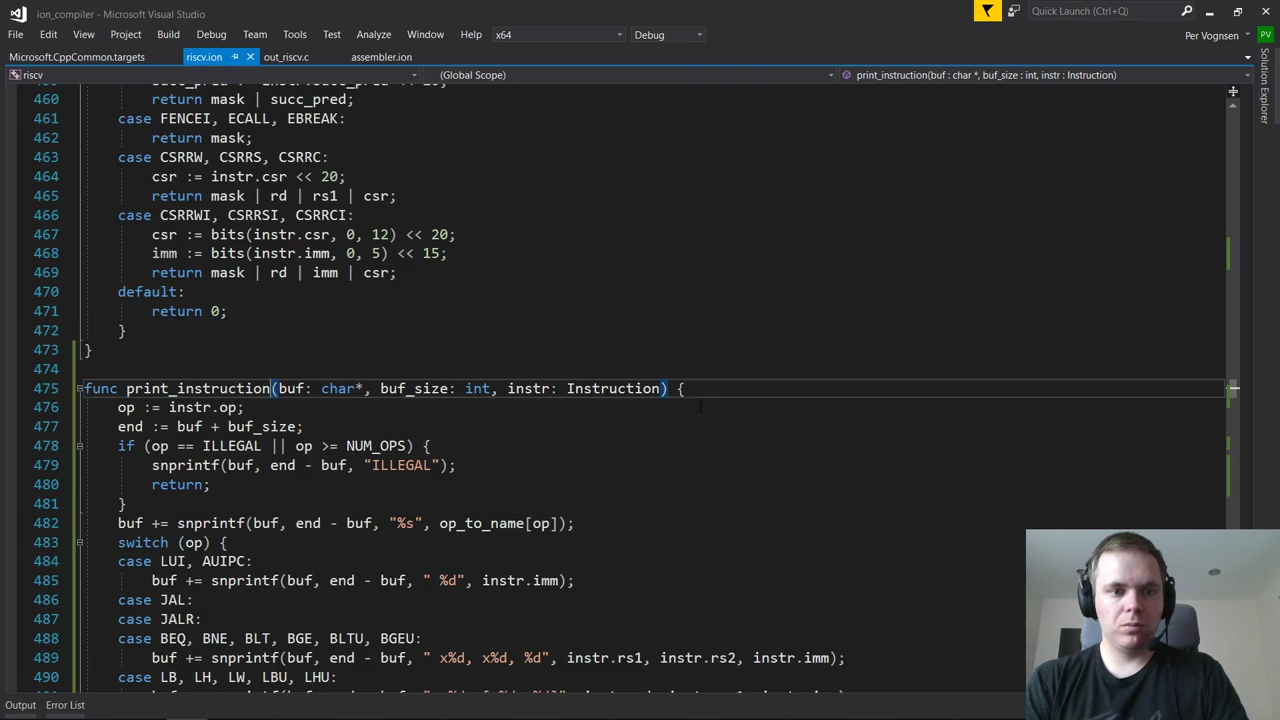 ion_compiler - Microsoft Visual Studio
Quick Launch (Ctrl+Q)
File Edit View Project Build Debug Team Tools Test Analyze Window Help x64 Debug
Per Vognsen PV
Microsoft.CppCommon.targets riscv.ion out_riscv.c assembler.ion
riscv (Global Scope) print_instruction(buf : char *, buf_size : int, instr : Instruction)
Solution Explorer
460 return mask | succ_pred;
461 case FENCEI, ECALL, EBREAK:
462 return mask;
463 case CSRRW, CSRRS, CSRRC:
464 csr := instr.csr << 20;
465 return mask | rd | rs1 | csr;
466 case CSRRWI, CSRRSI, CSRRCI:
467 csr := bits(instr.csr, 0, 12) << 20;
468 imm := bits(instr.imm, 0, 5) << 15;
469 return mask | rd | imm | csr;
470 default:
471 return 0;
472 }
473 }
474
475 func print_instruction(buf: char*, buf_size: int, instr: Instruction) {
476 op := instr.op;
477 end := buf + buf_size;
478 if (op == ILLEGAL || op >= NUM_OPS) {
479 snprintf(buf, end - buf, "ILLEGAL");
480 return;
481 }
482 buf += snprintf(buf, end - buf, "%s", op_to_name[op]);
483 switch (op) {
484 case LUI, AUIPC:
485 buf += snprintf(buf, end - buf, " %d", instr.imm);
486 case JAL:
487 case JALR:
488 case BEQ, BNE, BLT, BGE, BLTU, BGEU:
489 buf += snprintf(buf, end - buf, " x%d, x%d, %d", instr.rs1, instr.rs2, instr.imm);
490 case LB, LH, LW, LBU, LHU:
Output Error List